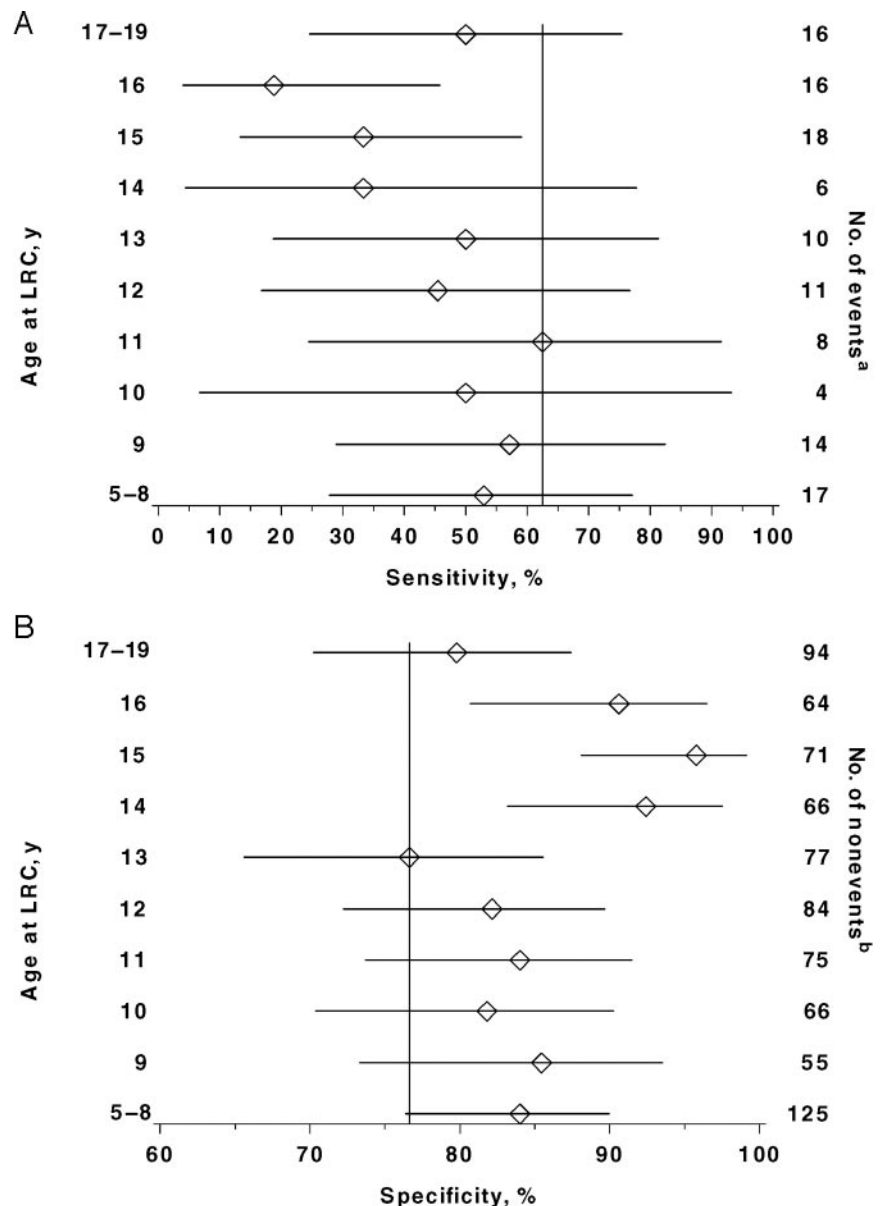 A
17–19 16
16 16
15 18
14 6
13 10
12 11
11 8
10 4
9 14
5–8 17
Age at LRC, y
No. of eventsa
0 10 20 30 40 50 60 70 80 90 100
Sensitivity, %
B
17–19 94
16 64
15 71
14 66
13 77
12 84
11 75
10 66
9 55
5–8 125
Age at LRC, y
No. of noneventsb
60 70 80 90 100
Specificity, %